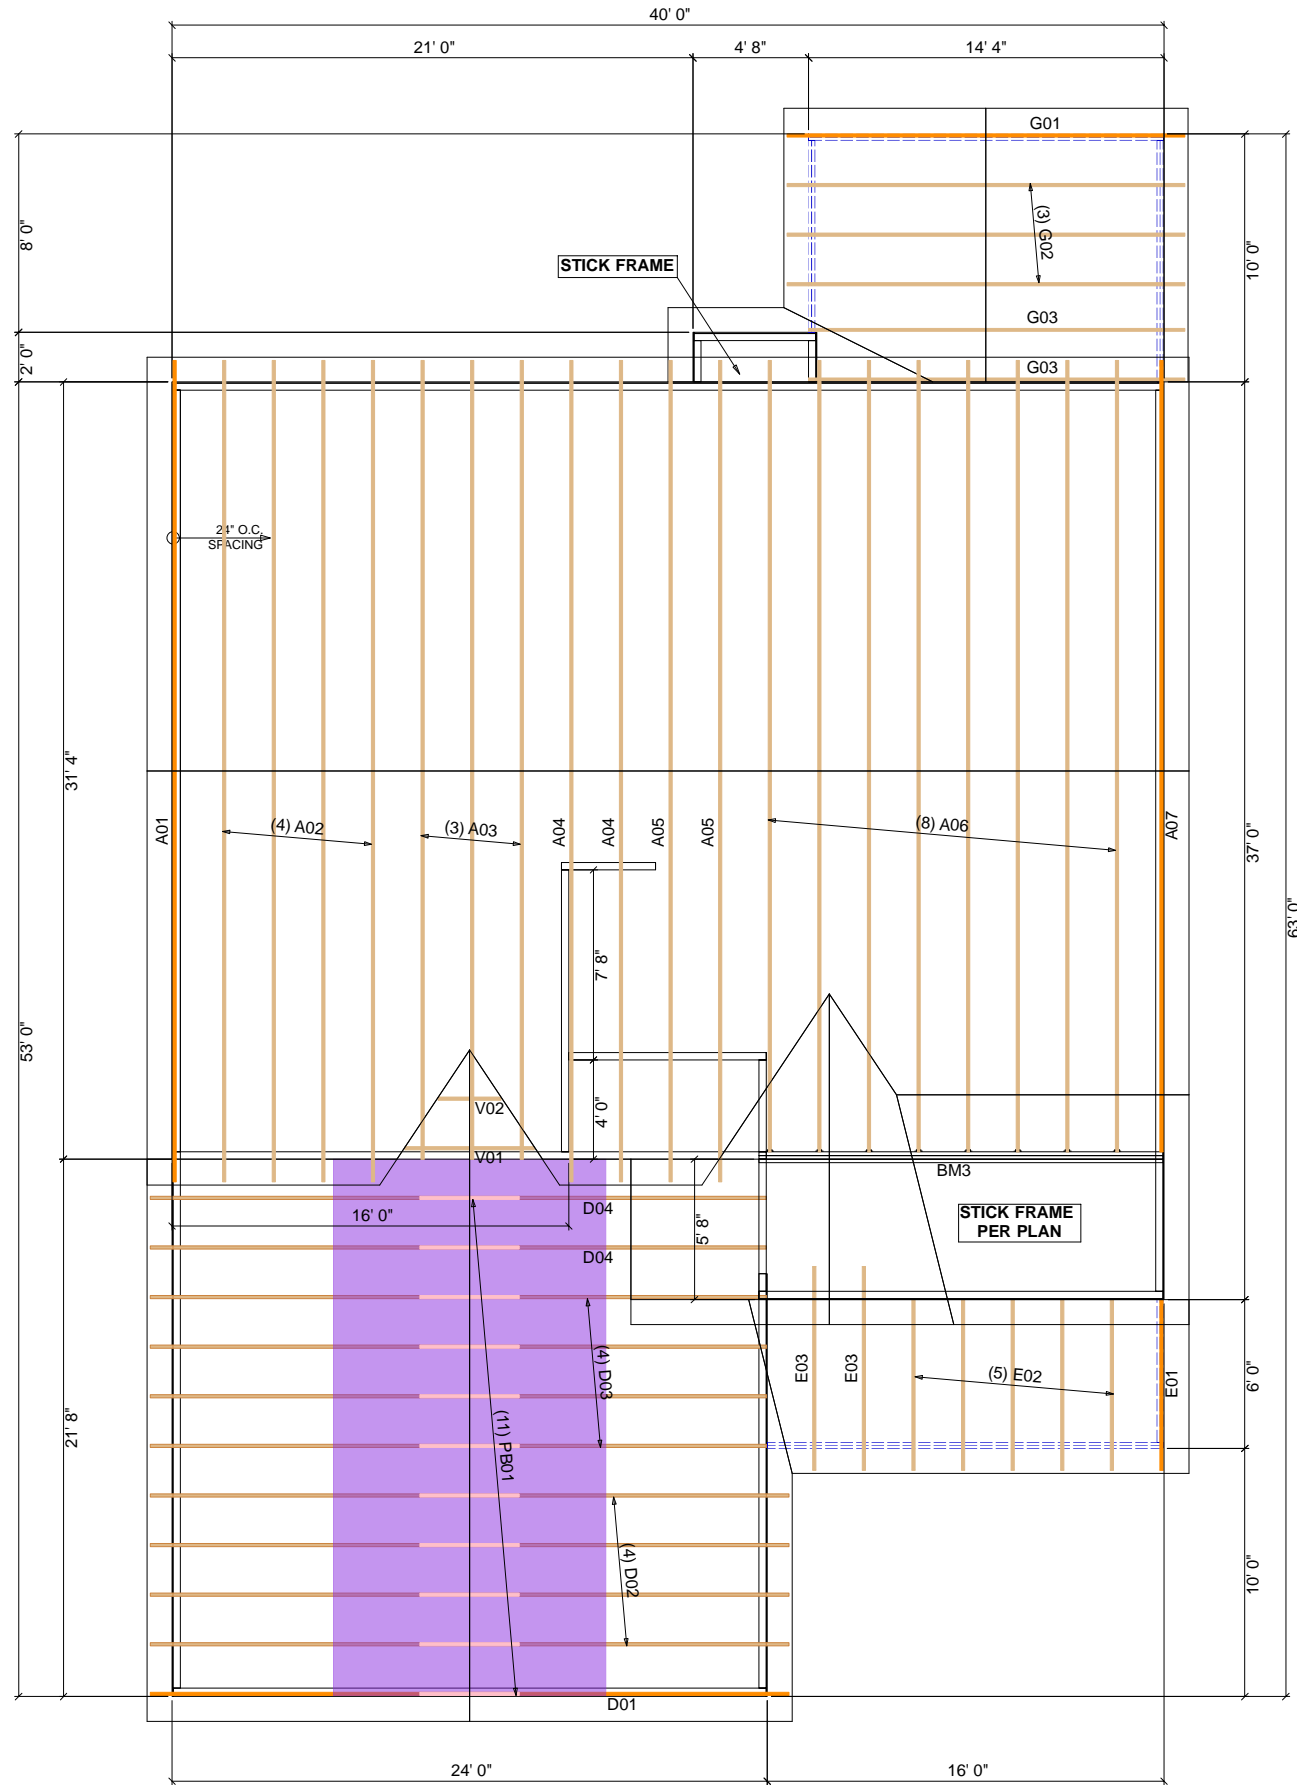 40' 0"
21' 0"
4' 8"
14' 4"
G01
(3) G02
8' 0"
10' 0"
STICK FRAME
G03
2' 0"
G03
24" O.C.
SPACING
31' 4"
A01
(4) A02
(3) A03
A04
A04
A05
A05
(8) A06
A07
37' 0"
63' 0"
7' 8"
53' 0"
4' 0"
V02
V01
BM3
D04
16' 0"
5' 8"
STICK FRAME
PER PLAN
D04
(4) D03
E03
E03
(5) E02
E01
6' 0"
21' 8"
(11) PB01
(4) D02
10' 0"
D01
24' 0"
16' 0"